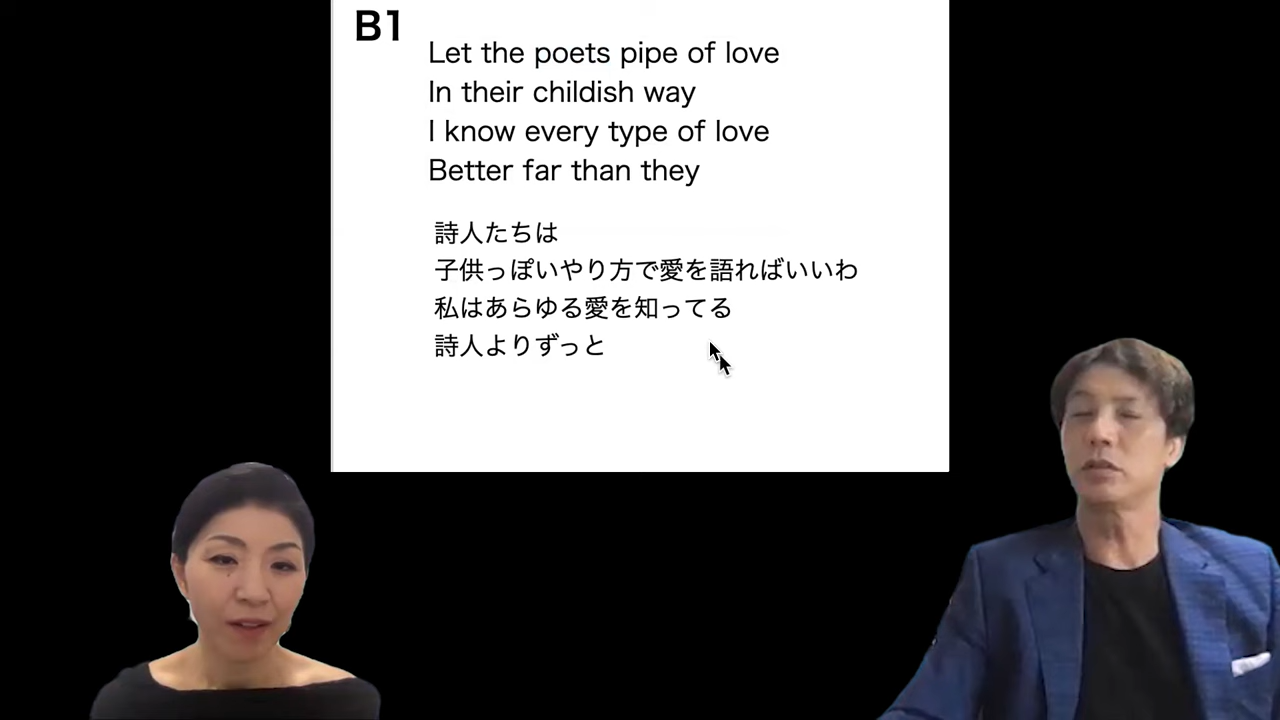 B1
Let the poets pipe of love
In their childish way
I know every type of love
Better far than they
詩人たちは
子供っぽいやり方で愛を語ればいいわ
私はあらゆる愛を知ってる
詩人よりずっと